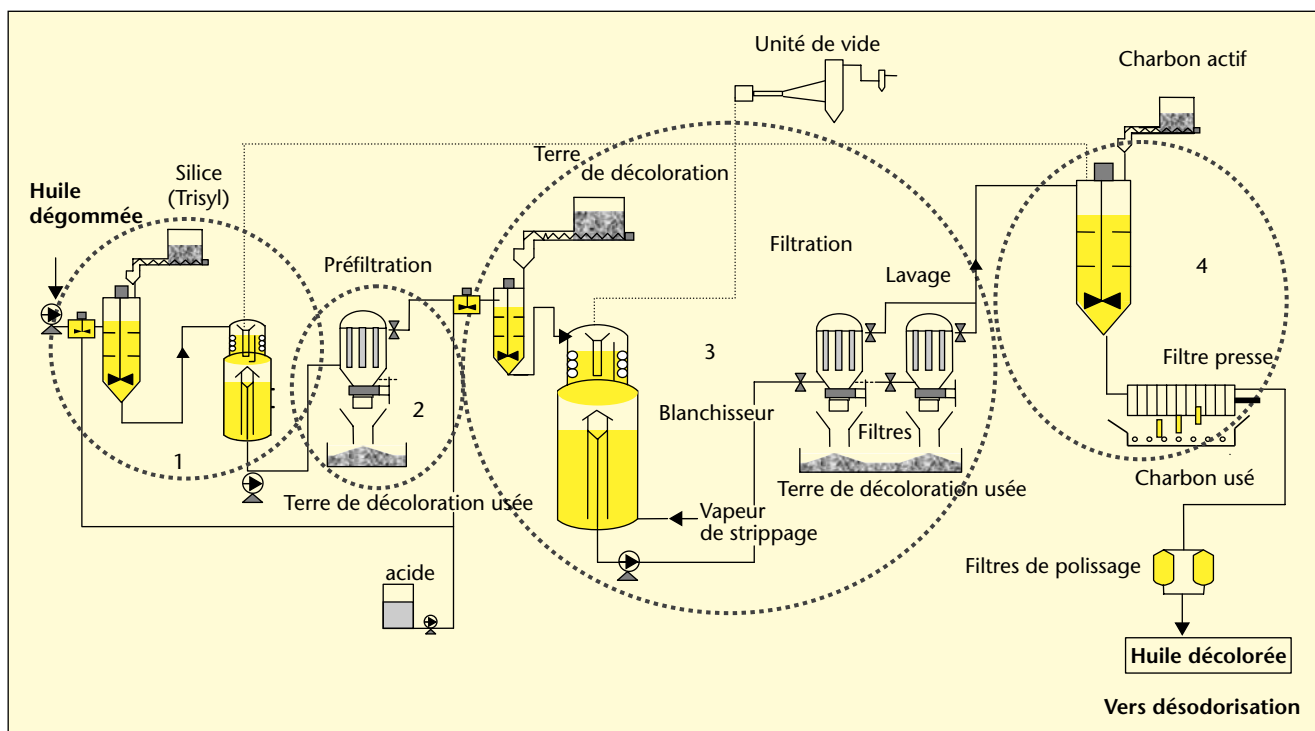 Unité de vide
Charbon actif
Silice
(Trisyl)
Terre
de décoloration
Huile
dégommée
Préfiltration
Filtration
Lavage
4
3
Filtre presse
Blanchisseur
2
Filtres
1
Charbon usé
Terre de décoloration usée
Terre de décoloration usée
Vapeur
de strippage
acide
Filtres de polissage
Huile décolorée
Vers désodorisation